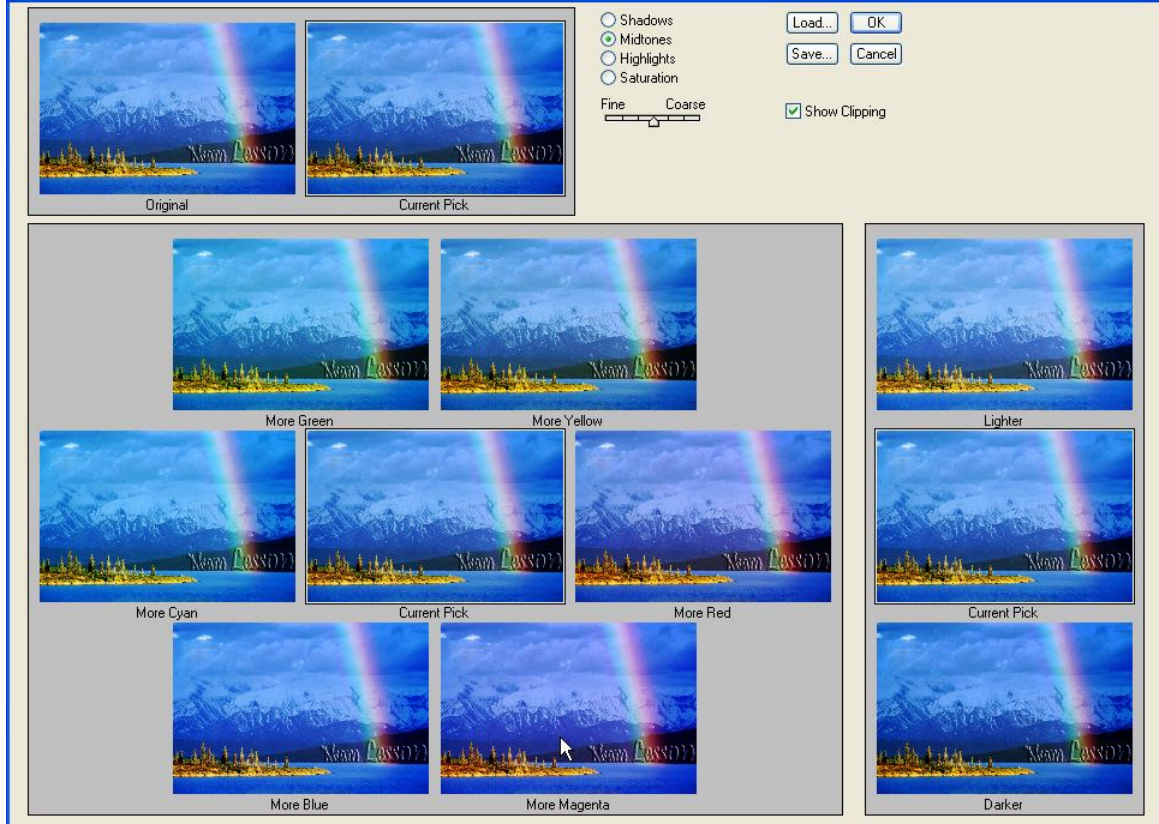 Shadows
Midtones
Highlights
Saturation
Fine Coarse
Load... OK
Save... Cancel
Show Clipping
Original Current Pick
More Green More Yellow
More Cyan Current Pick More Red
More Blue More Magenta
Lighter
Current Pick
Darker